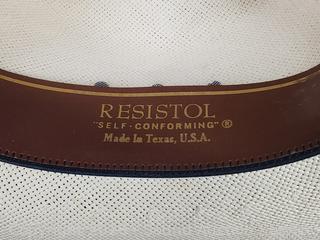 RESISTOL
"SELF-CONFORMING"®
Made In Texas, U.S.A.